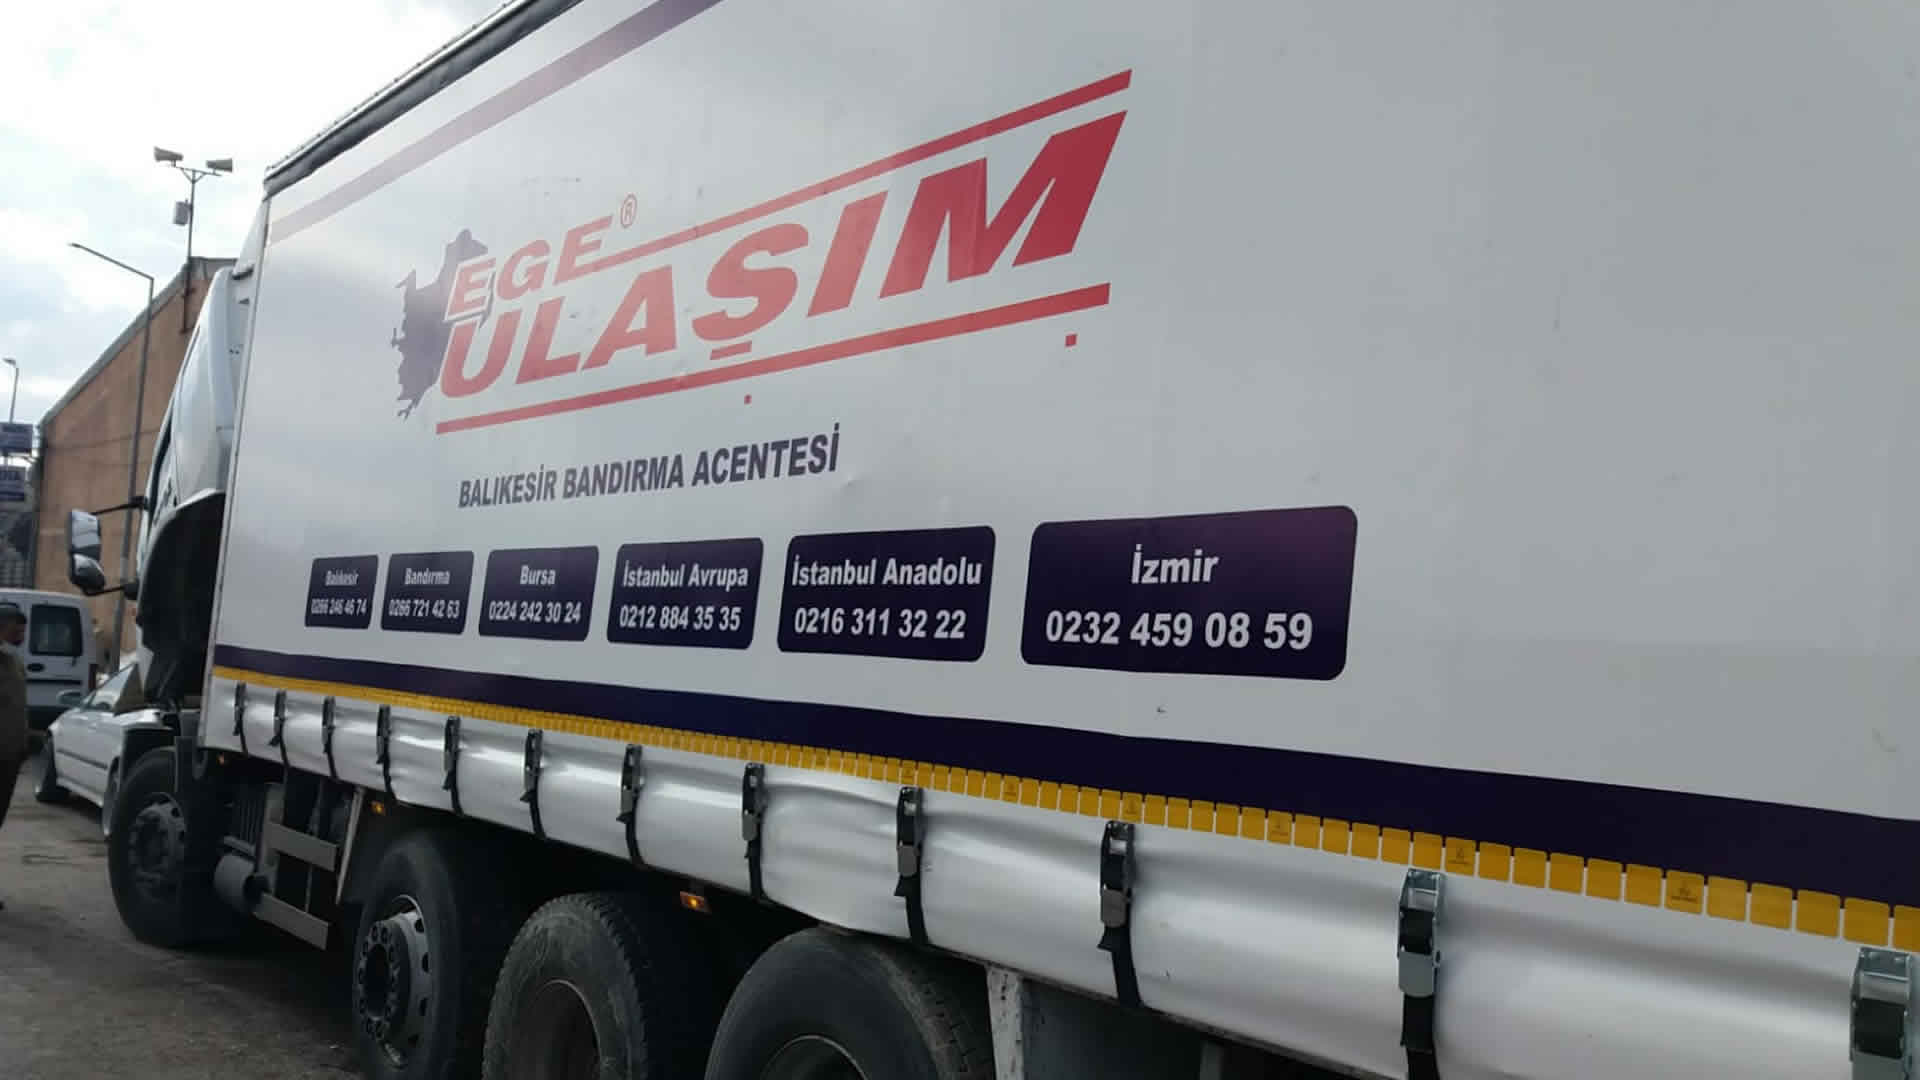 EGE®
ULAŞIM
BALIKESİR BANDIRMA ACENTESİ
Balıkesir
0266 246 46 74
Bandırma
0266 721 42 63
Bursa
0224 242 30 24
İstanbul Avrupa
0212 884 35 35
İstanbul Anadolu
0216 311 32 22
İzmir
0232 459 08 59